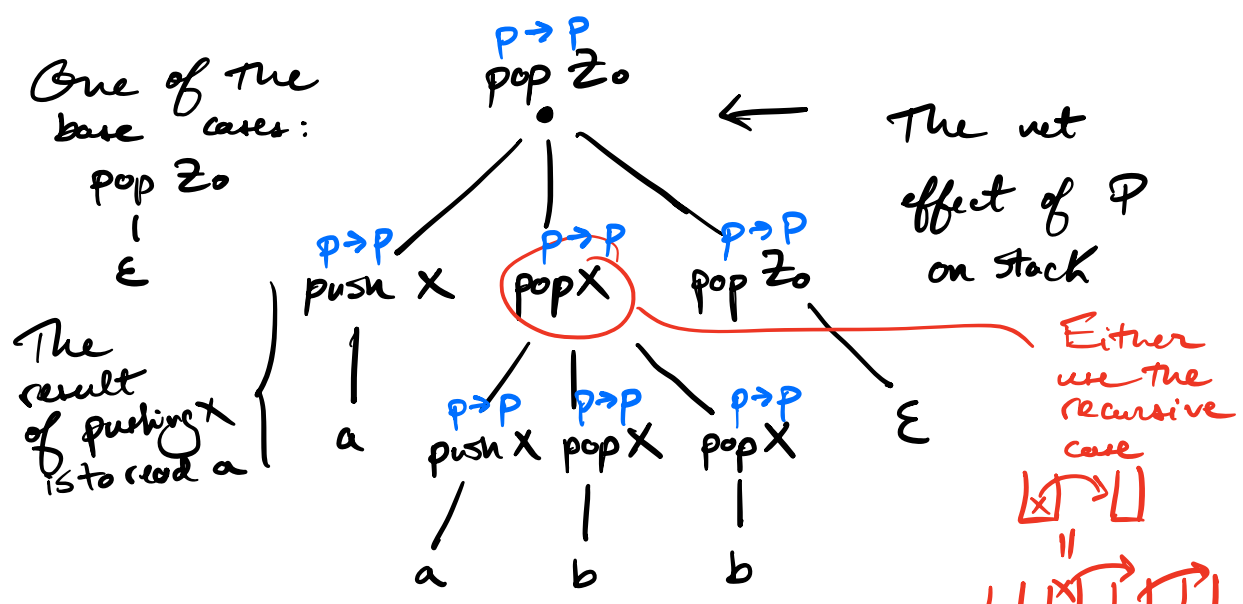 One of the
base cases:
pop Z₀
ε
The
result
of pushing X
is to read a
p → p
pop Z₀
The net
effect of P
on stack
p → p
push X
p → p
pop X
p → p
pop Z₀
a
p → p
push X
p → p
pop X
p → p
pop X
ε
a
b
b
Either
use the
recursive
case
X
||
X